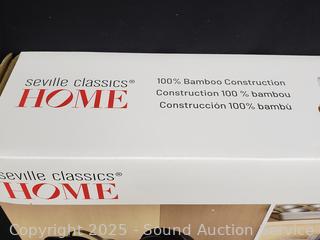 seville classics®
HOME
100% Bamboo Construction
Construction 100 % bambou
Construcción 100% bambú
seville classics®
HOME
Copyright 2025 - Sound Auction Service